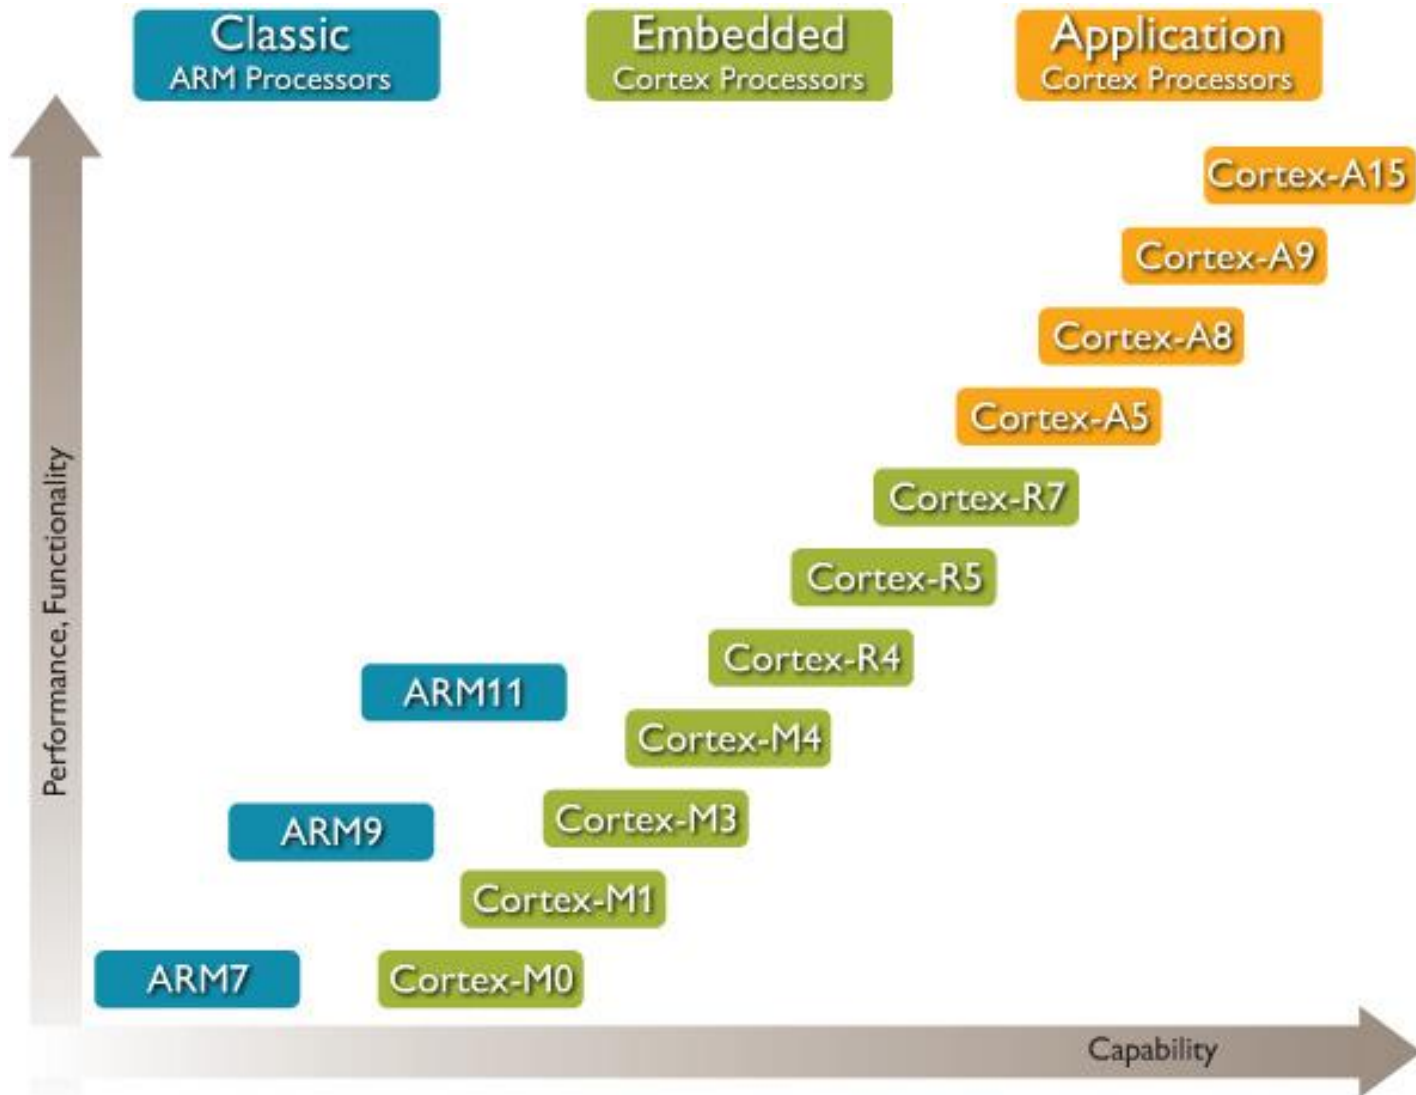 Classic
ARM Processors
Embedded
Cortex Processors
Application
Cortex Processors
Cortex-A15
Cortex-A9
Cortex-A8
Cortex-A5
Cortex-R7
Cortex-R5
Cortex-R4
ARM11
Cortex-M4
Cortex-M3
ARM9
Cortex-M1
ARM7
Cortex-M0
Performance, Functionality
Capability